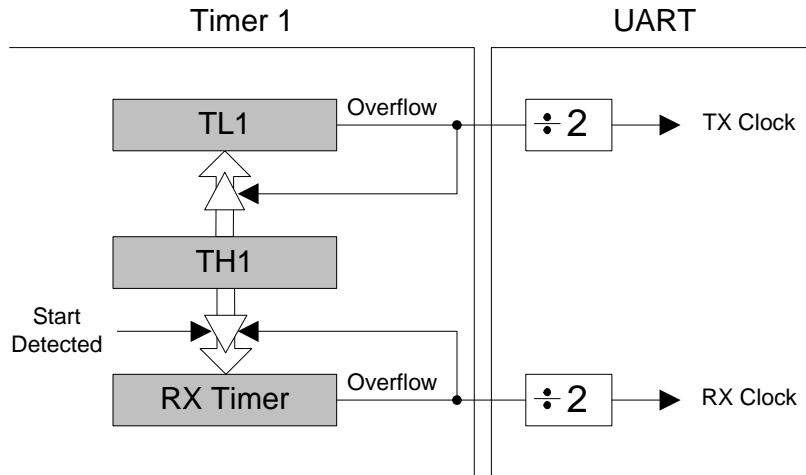 Timer 1
UART
TL1
Overflow
÷2
TX Clock
TH1
Start
Detected
RX Timer
Overflow
÷2
RX Clock